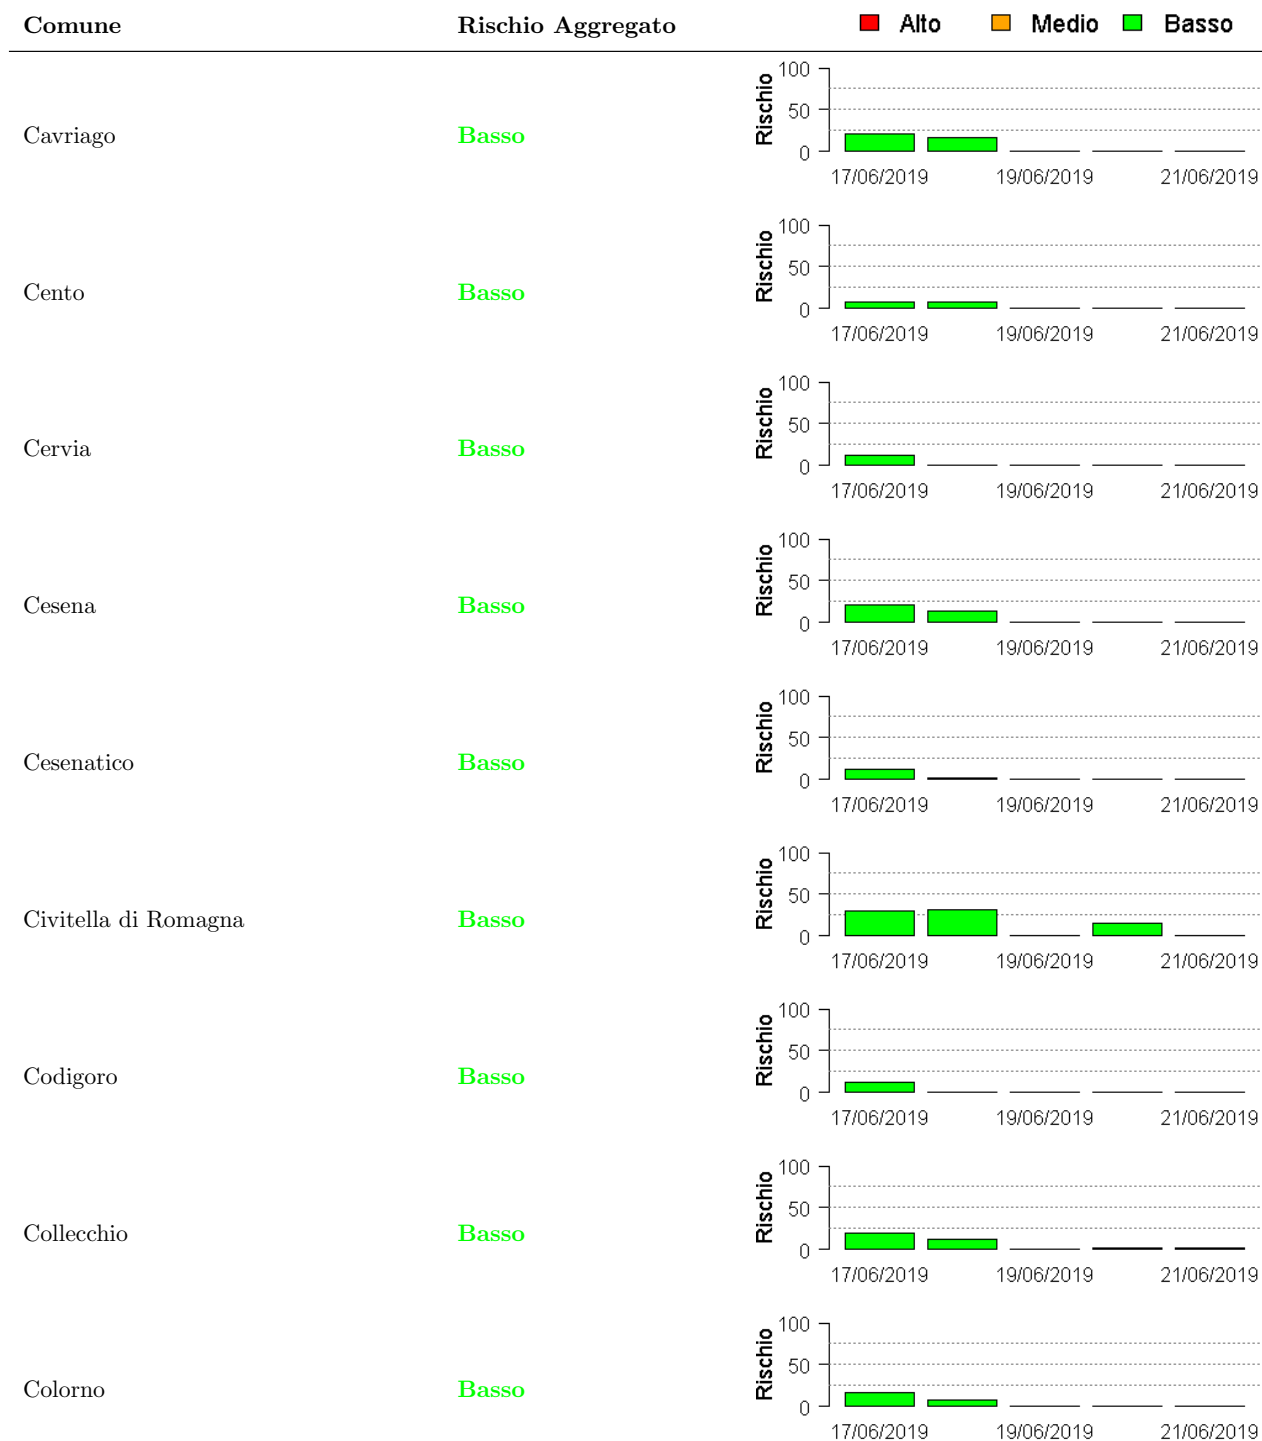 Comune Rischio Aggregato Alto Medio Basso
100
50
0
Rischio
Cavriago Basso
17/06/2019 19/06/2019 21/06/2019
100
50
0
Rischio
Cento Basso
17/06/2019 19/06/2019 21/06/2019
100
50
0
Rischio
Cervia Basso
17/06/2019 19/06/2019 21/06/2019
100
50
0
Rischio
Cesena Basso
17/06/2019 19/06/2019 21/06/2019
100
50
0
Rischio
Cesenatico Basso
17/06/2019 19/06/2019 21/06/2019
100
50
0
Rischio
Civitella di Romagna Basso
17/06/2019 19/06/2019 21/06/2019
100
50
0
Rischio
Codigoro Basso
17/06/2019 19/06/2019 21/06/2019
100
50
0
Rischio
Collecchio Basso
17/06/2019 19/06/2019 21/06/2019
100
50
0
Rischio
Colorno Basso
17/06/2019 19/06/2019 21/06/2019